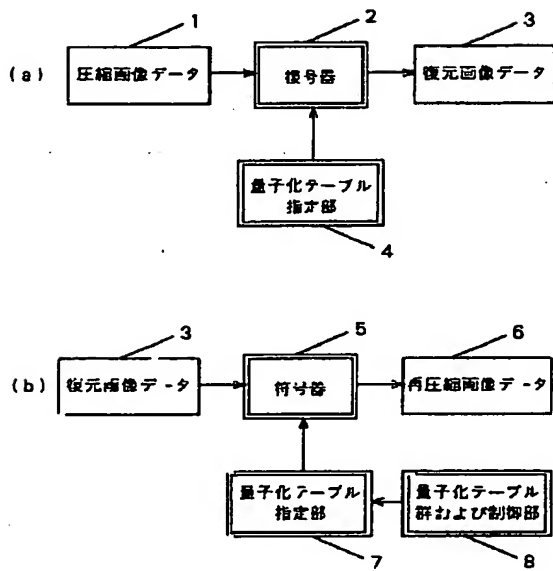 1 2 3
(a) 圧縮画像データ 復号器 復元画像データ
量子化テーブル
指定部
4
3 5 6
(b) 復元画像データ 符号器 再圧縮画像データ
量子化テーブル 量子化テーブル
指定部 群および制御部
7 8